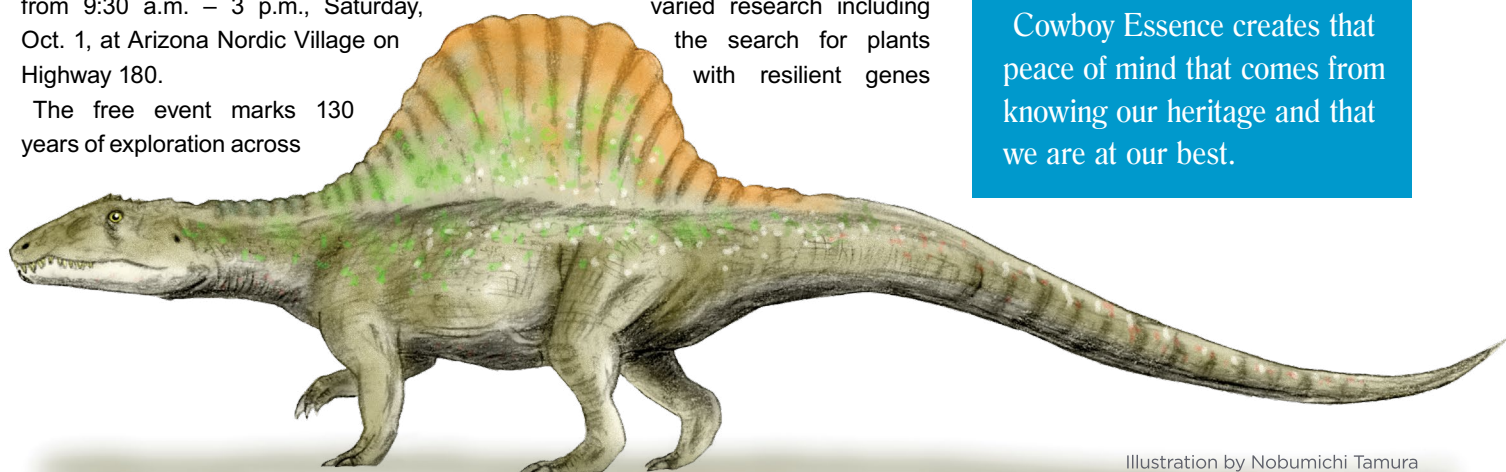 from 9:30 a.m. – 3 p.m., Saturday,
Oct. 1, at Arizona Nordic Village on
Highway 180.
The free event marks 130
years of exploration across
varied research including
the search for plants
with resilient genes
Cowboy Essence creates that
peace of mind that comes from
knowing our heritage and that
we are at our best.
Illustration by Nobumichi Tamura